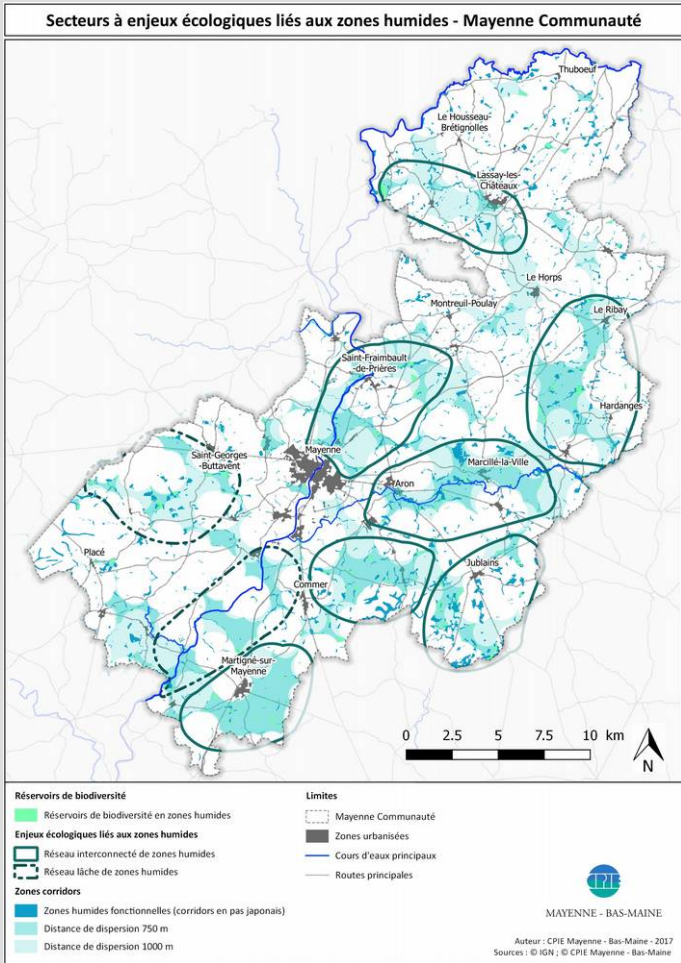 Secteurs à enjeux écologiques liés aux zones humides - Mayenne Communauté
Thuboeuf
Le Housseau-
Brétignolles
Lassay-les-
Châteaux
Le Horps
Montreuil-Poulay
Le Ribay
Saint-Fraimbault
-de-Prières
Hardanges
Mayenne
Saint-Georges
-Buttavent
Marcillé-la-Ville
Aron
Placé
Jublains
Commer
Martigné-sur-
Mayenne
0 2.5 5 7.5 10 km
N
Réservoirs de biodiversité
Réservoirs de biodiversité en zones humides
Enjeux écologiques liés aux zones humides
Réseau interconnecté de zones humides
Réseau lâche de zones humides
Zones corridors
Zones humides fonctionnelles (corridors en pas japonais)
Distance de dispersion 750 m
Distance de dispersion 1000 m
Limites
Mayenne Communauté
Zones urbanisées
Cours d'eaux principaux
Routes principales
CPIE
MAYENNE - BAS-MAINE
Auteur : CPIE Mayenne - Bas-Maine - 2017
Sources : © IGN ; © CPIE Mayenne - Bas-Maine